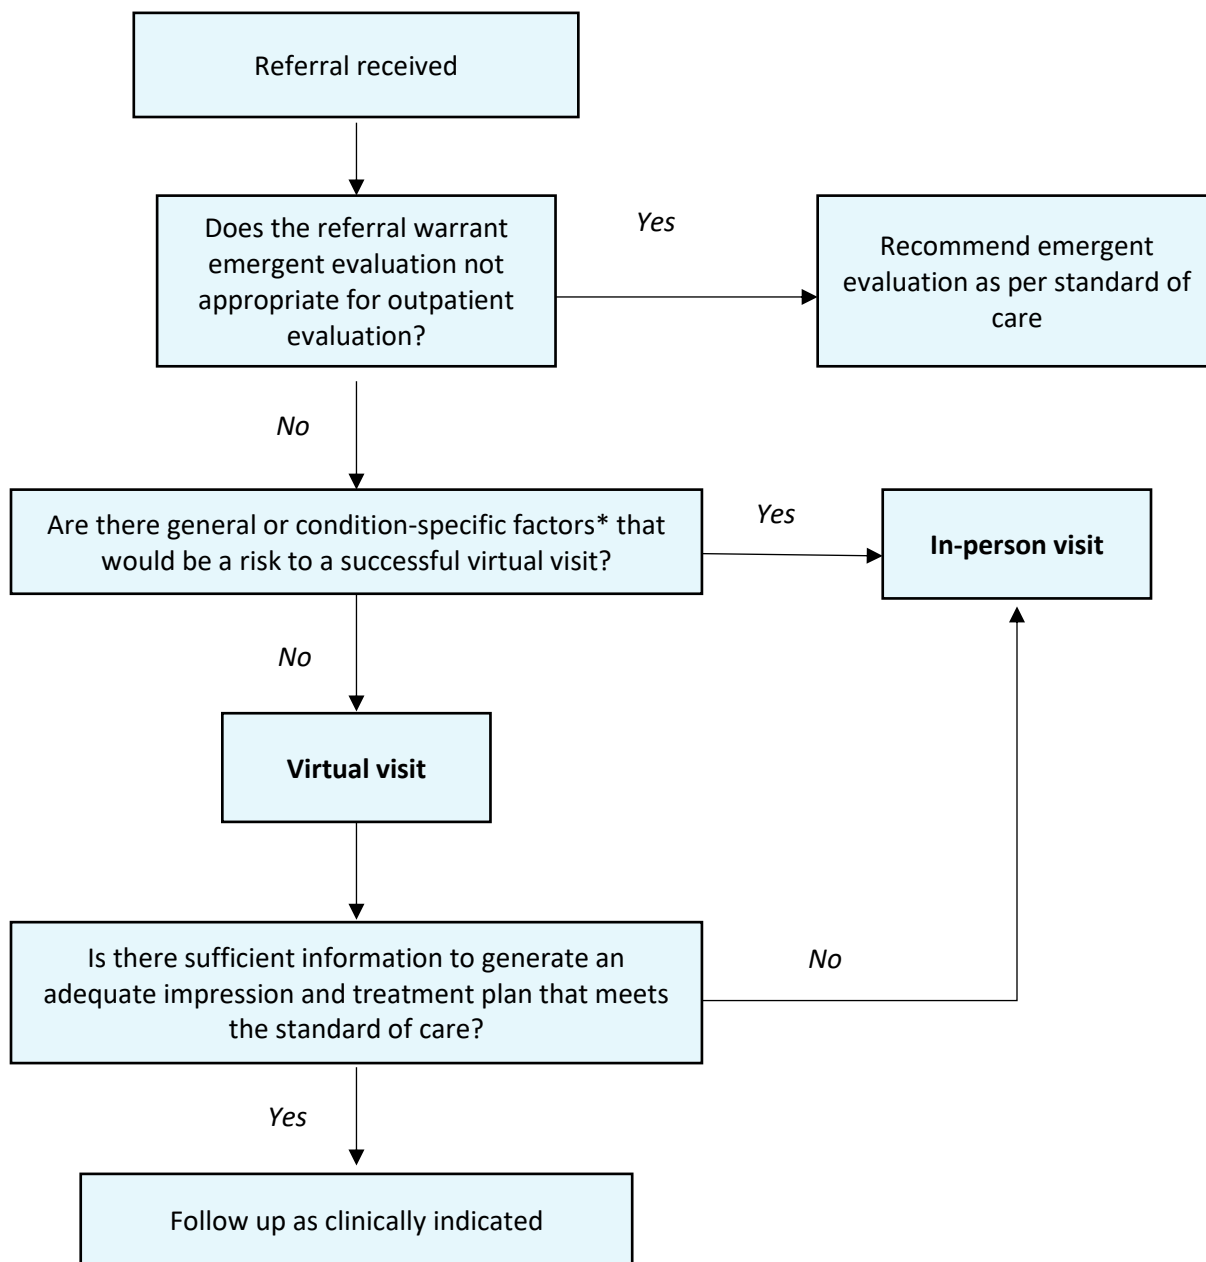 Referral received
Does the referral warrant
emergent evaluation not
appropriate for outpatient
evaluation?
Yes
Recommend emergent
evaluation as per standard of
care
No
Are there general or condition-specific factors* that
would be a risk to a successful virtual visit?
Yes
In-person visit
No
Virtual visit
Is there sufficient information to generate an
adequate impression and treatment plan that meets
the standard of care?
No
Yes
Follow up as clinically indicated